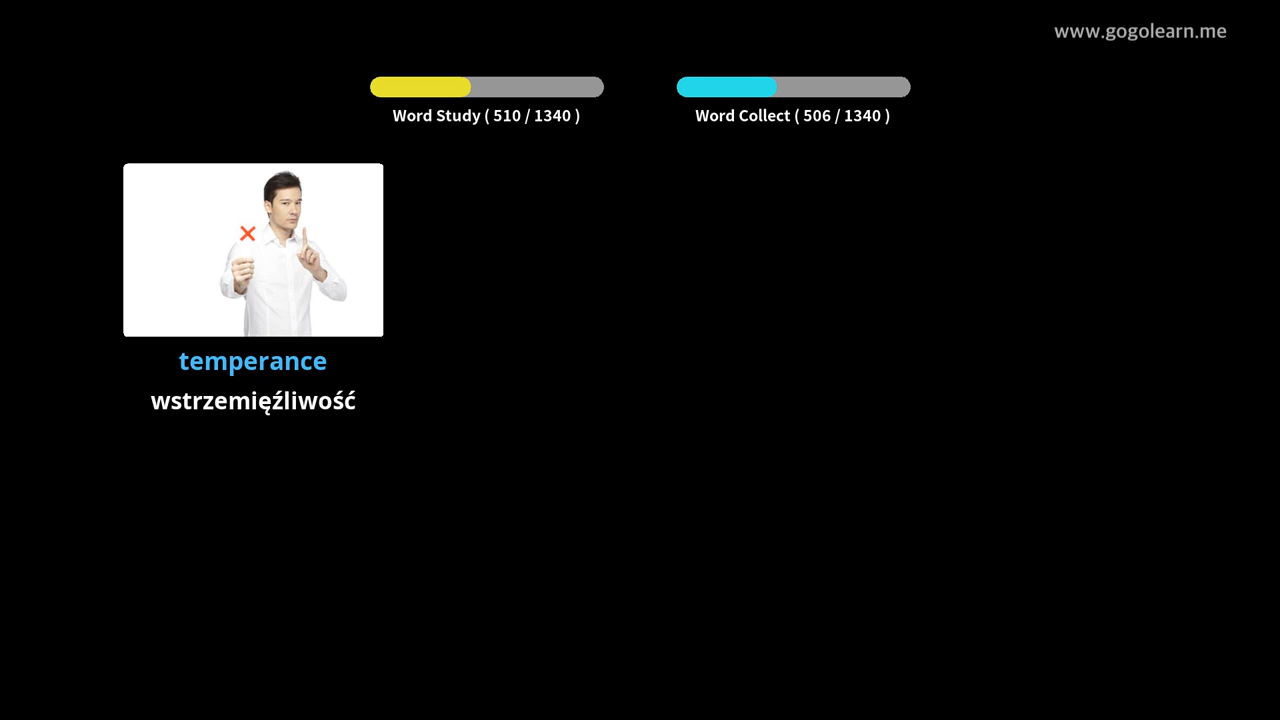 www.gogolearn.me
Word Study ( 510 / 1340 )
Word Collect ( 506 / 1340 )
temperance
wstrzemięźliwość